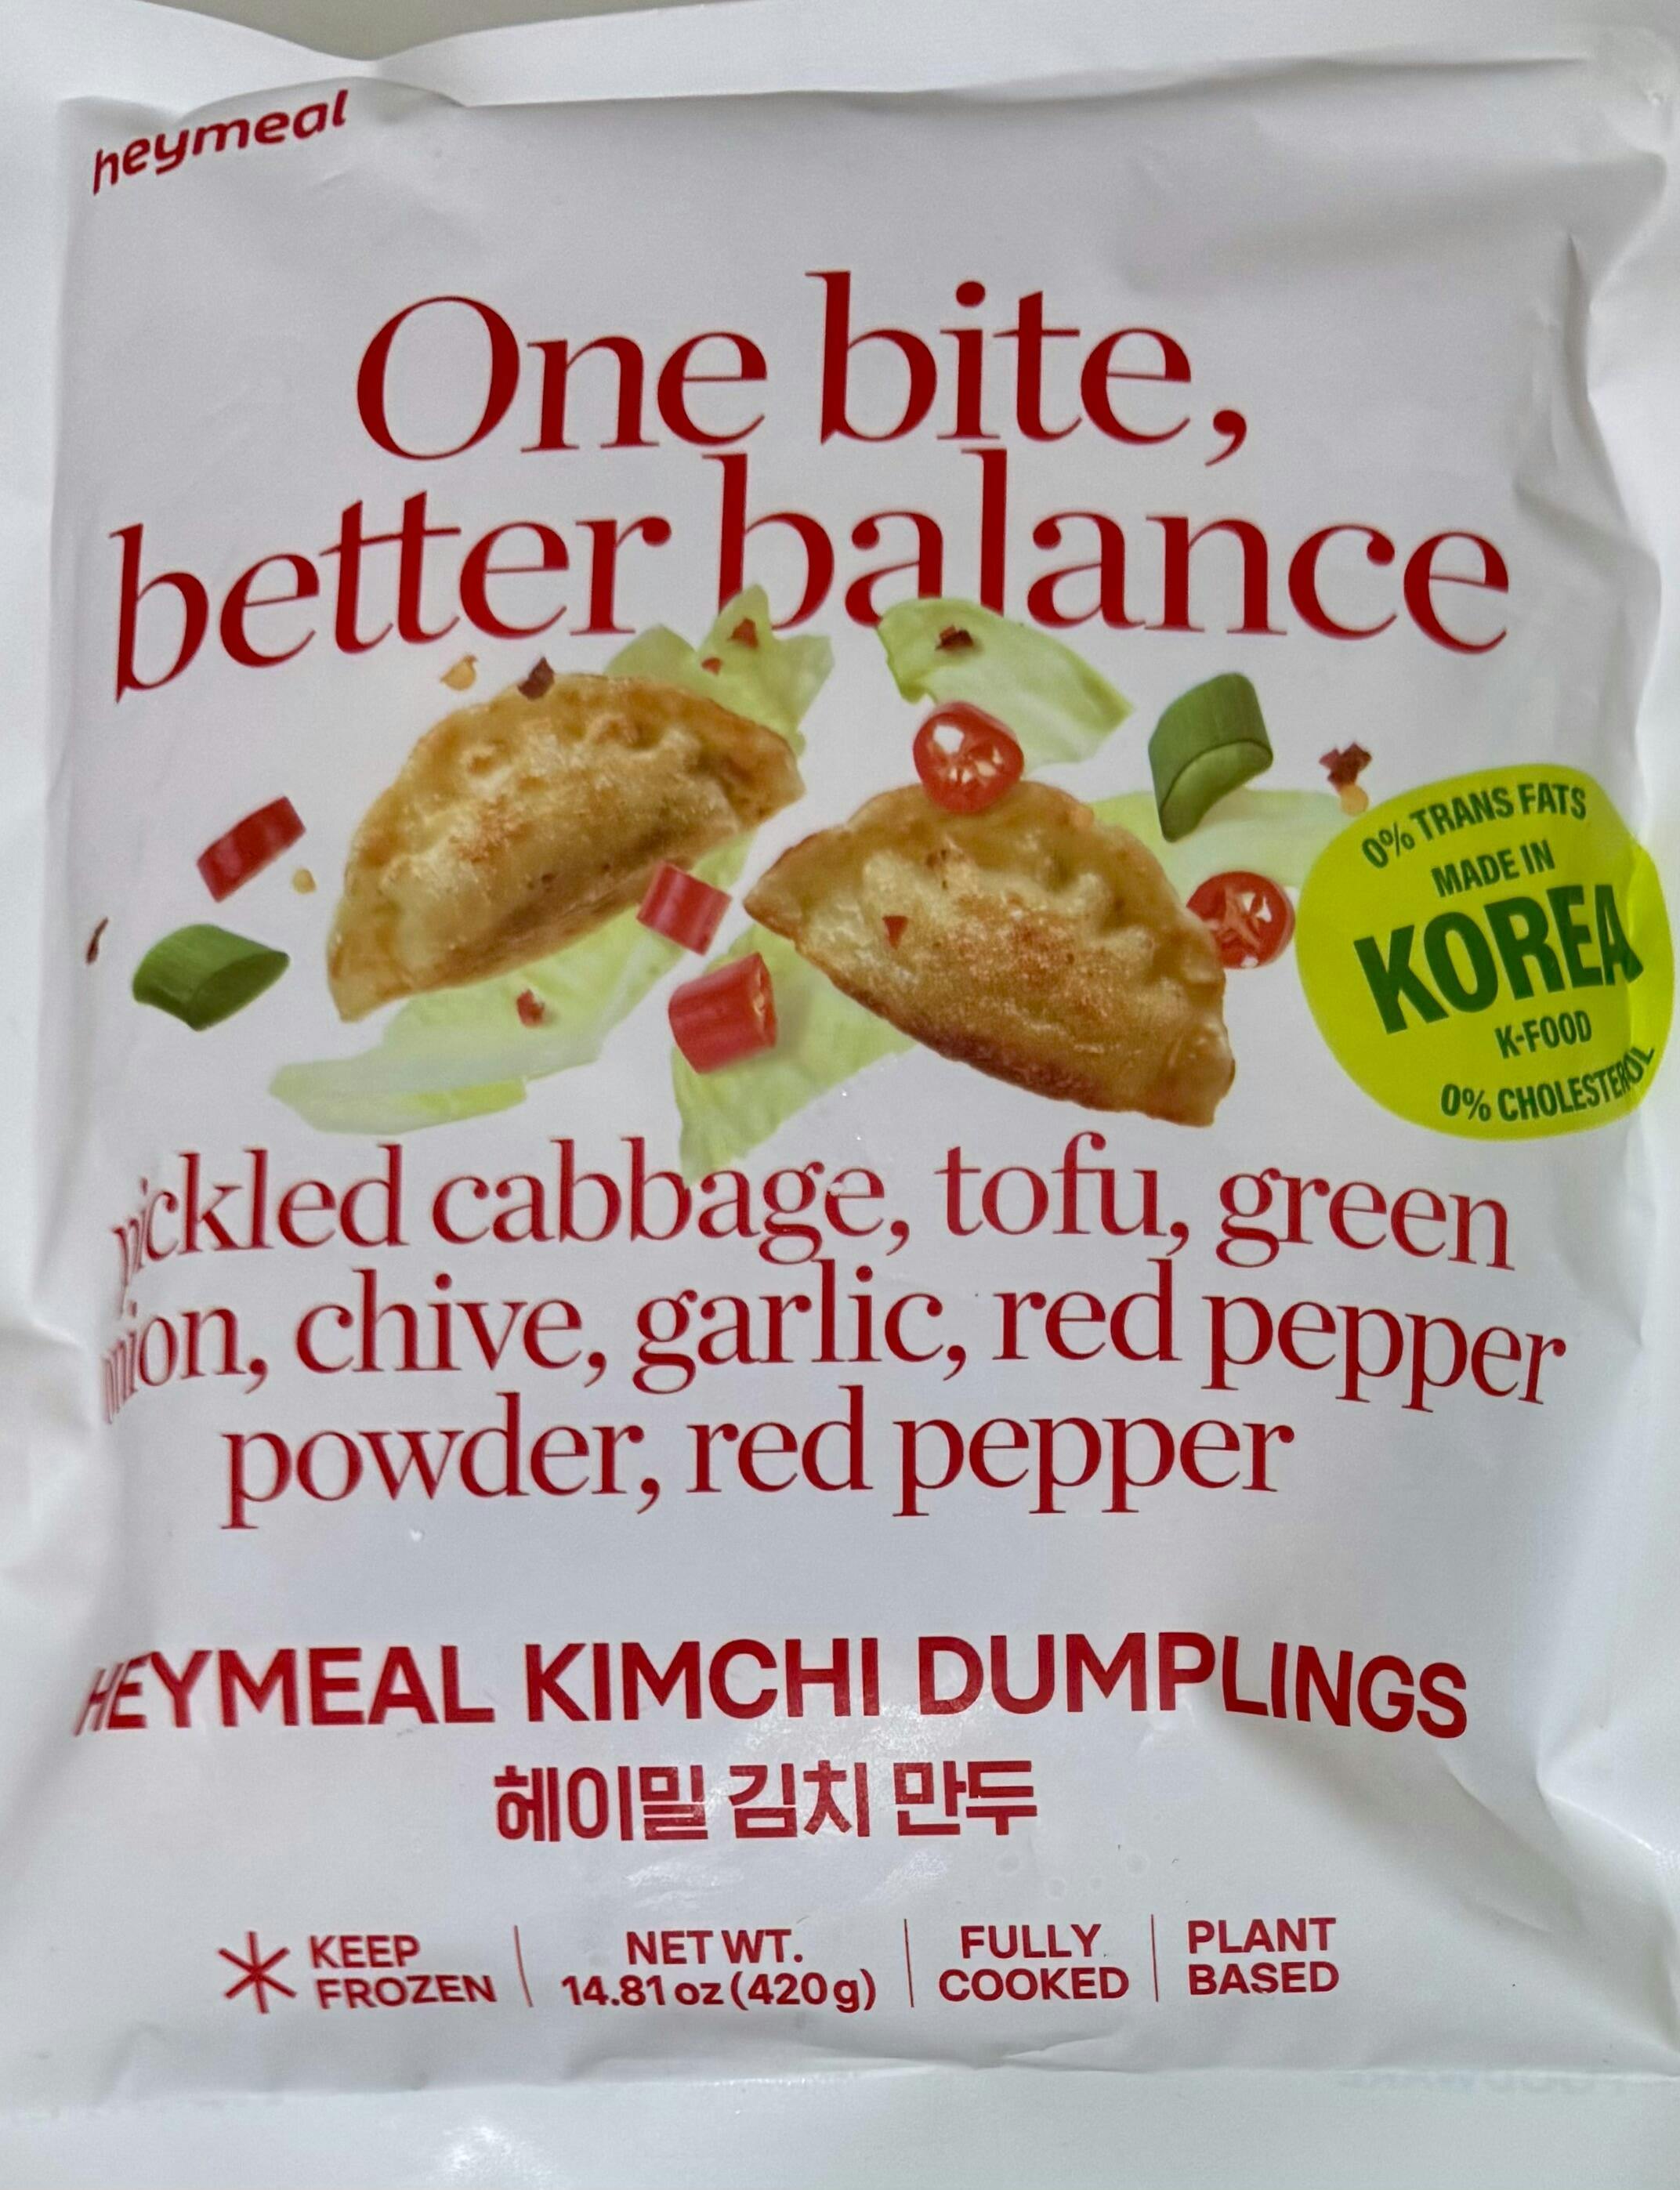 heymeal
One bite,
better balance
0% TRANS FATS
MADE IN
KOREA
K-FOOD
0% CHOLESTEROL
pickled cabbage, tofu, green
onion, chive, garlic, red pepper
powder, red pepper
HEYMEAL KIMCHI DUMPLINGS
헤이밀 김치 만두
KEEP
FROZEN
NET WT.
14.81 oz (420 g)
FULLY
COOKED
PLANT
BASED